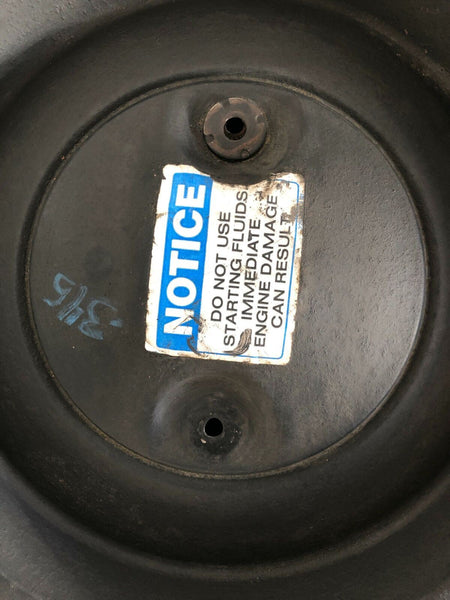 NOTICE
DO NOT USE
STARTING FLUIDS
IMMEDIATE
ENGINE DAMAGE
CAN RESULT